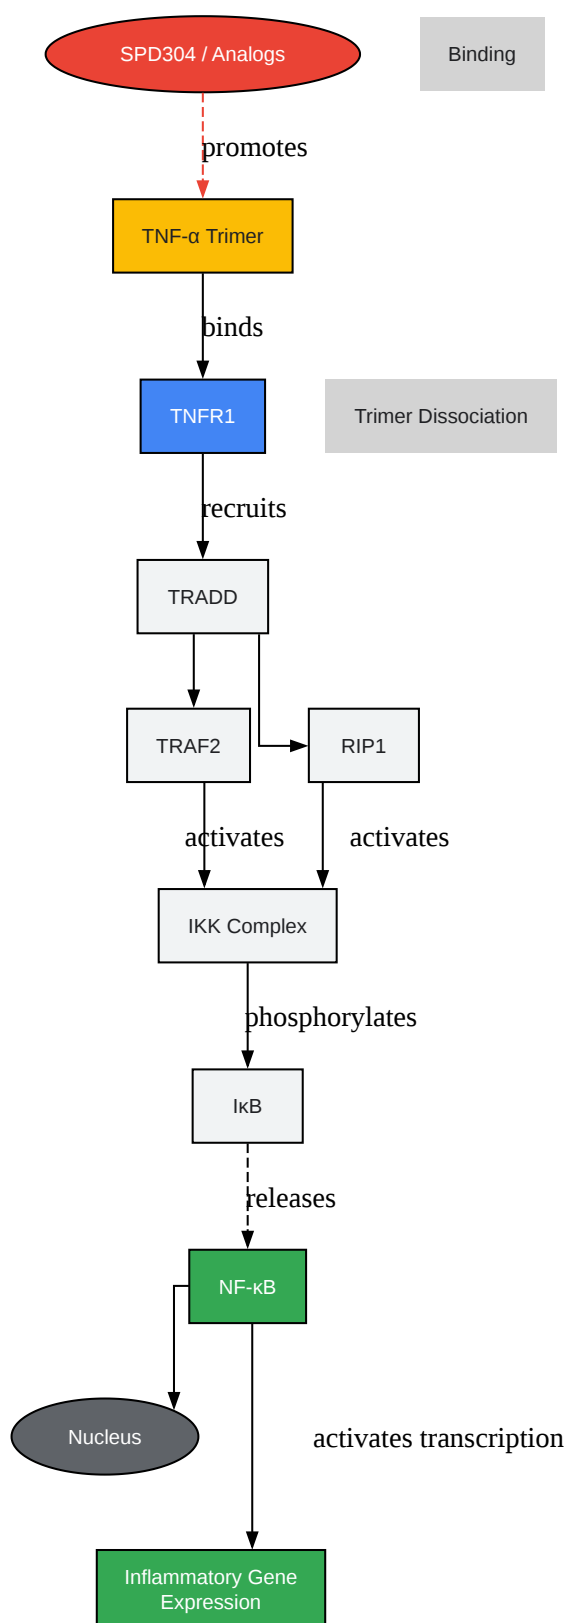 SPD304 / Analogs
Binding
promotes
TNF-α Trimer
binds
TNFR1
Trimer Dissociation
recruits
TRADD
TRAF2
RIP1
activates
activates
IKK Complex
phosphorylates
IκB
releases
NF-κB
Nucleus
activates transcription
Inflammatory Gene
Expression